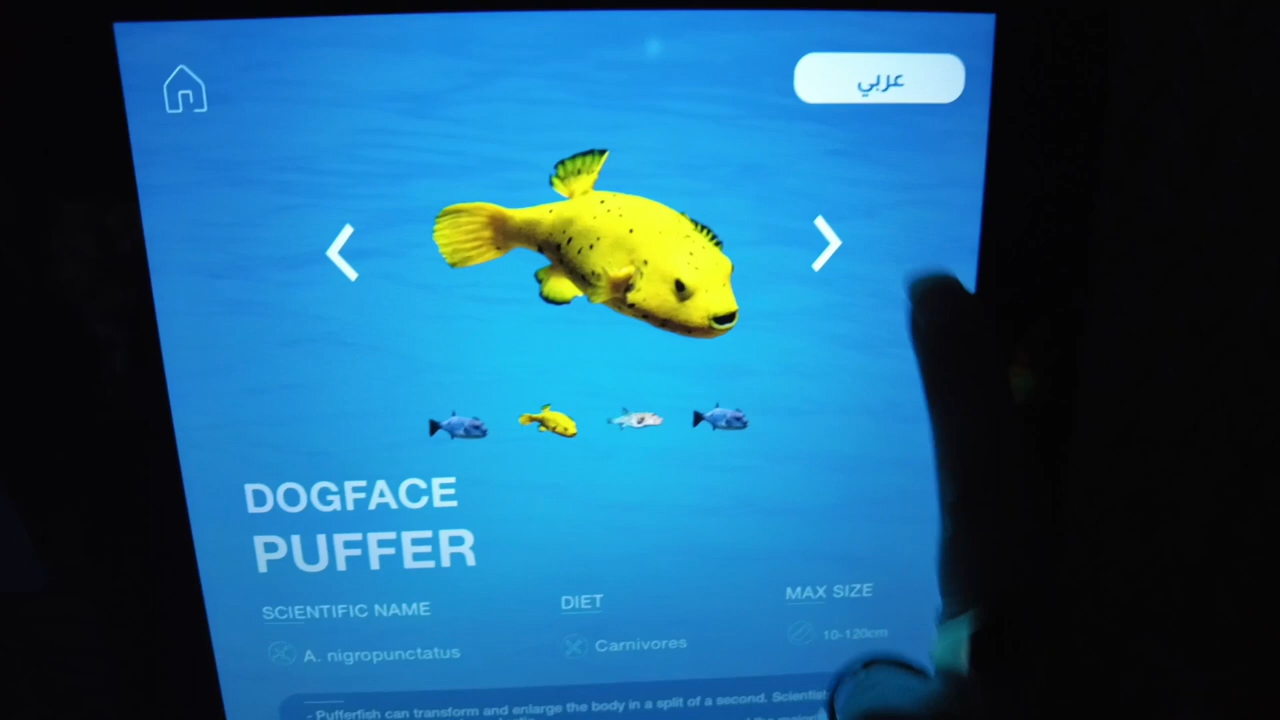 عربي
DOGFACE
PUFFER
SCIENTIFIC NAME
DIET
MAX SIZE
A. nigropunctatus
Carnivores
10-120cm
- Pufferfish can transform and enlarge the body in a split of a second. Scientist